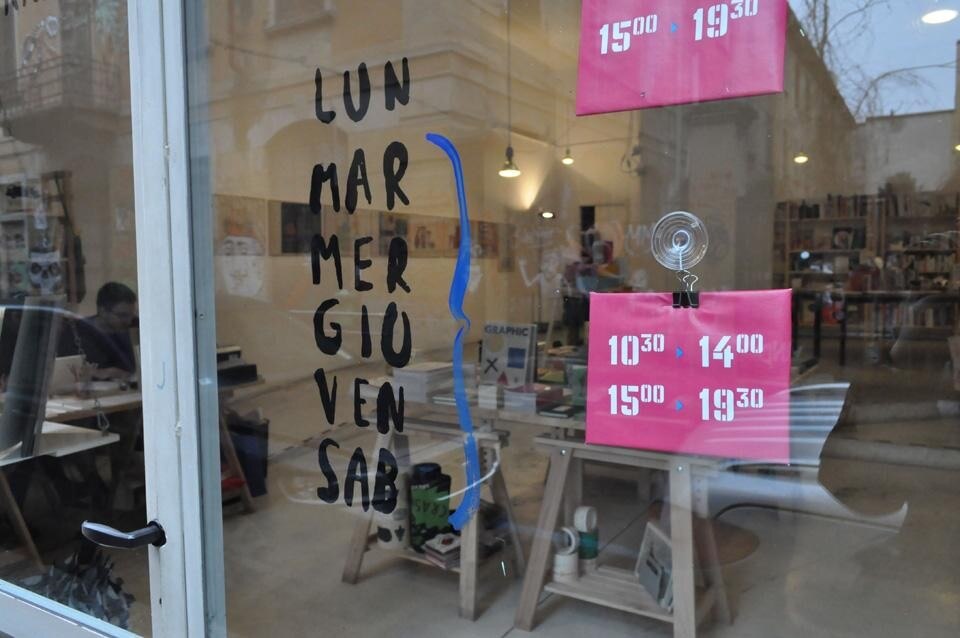 15⁰⁰ 19³⁰
LUN
MAR
MER
GIO
VEN
SAB
10³⁰ 14⁰⁰
15⁰⁰ 19³⁰
GRAPHIC